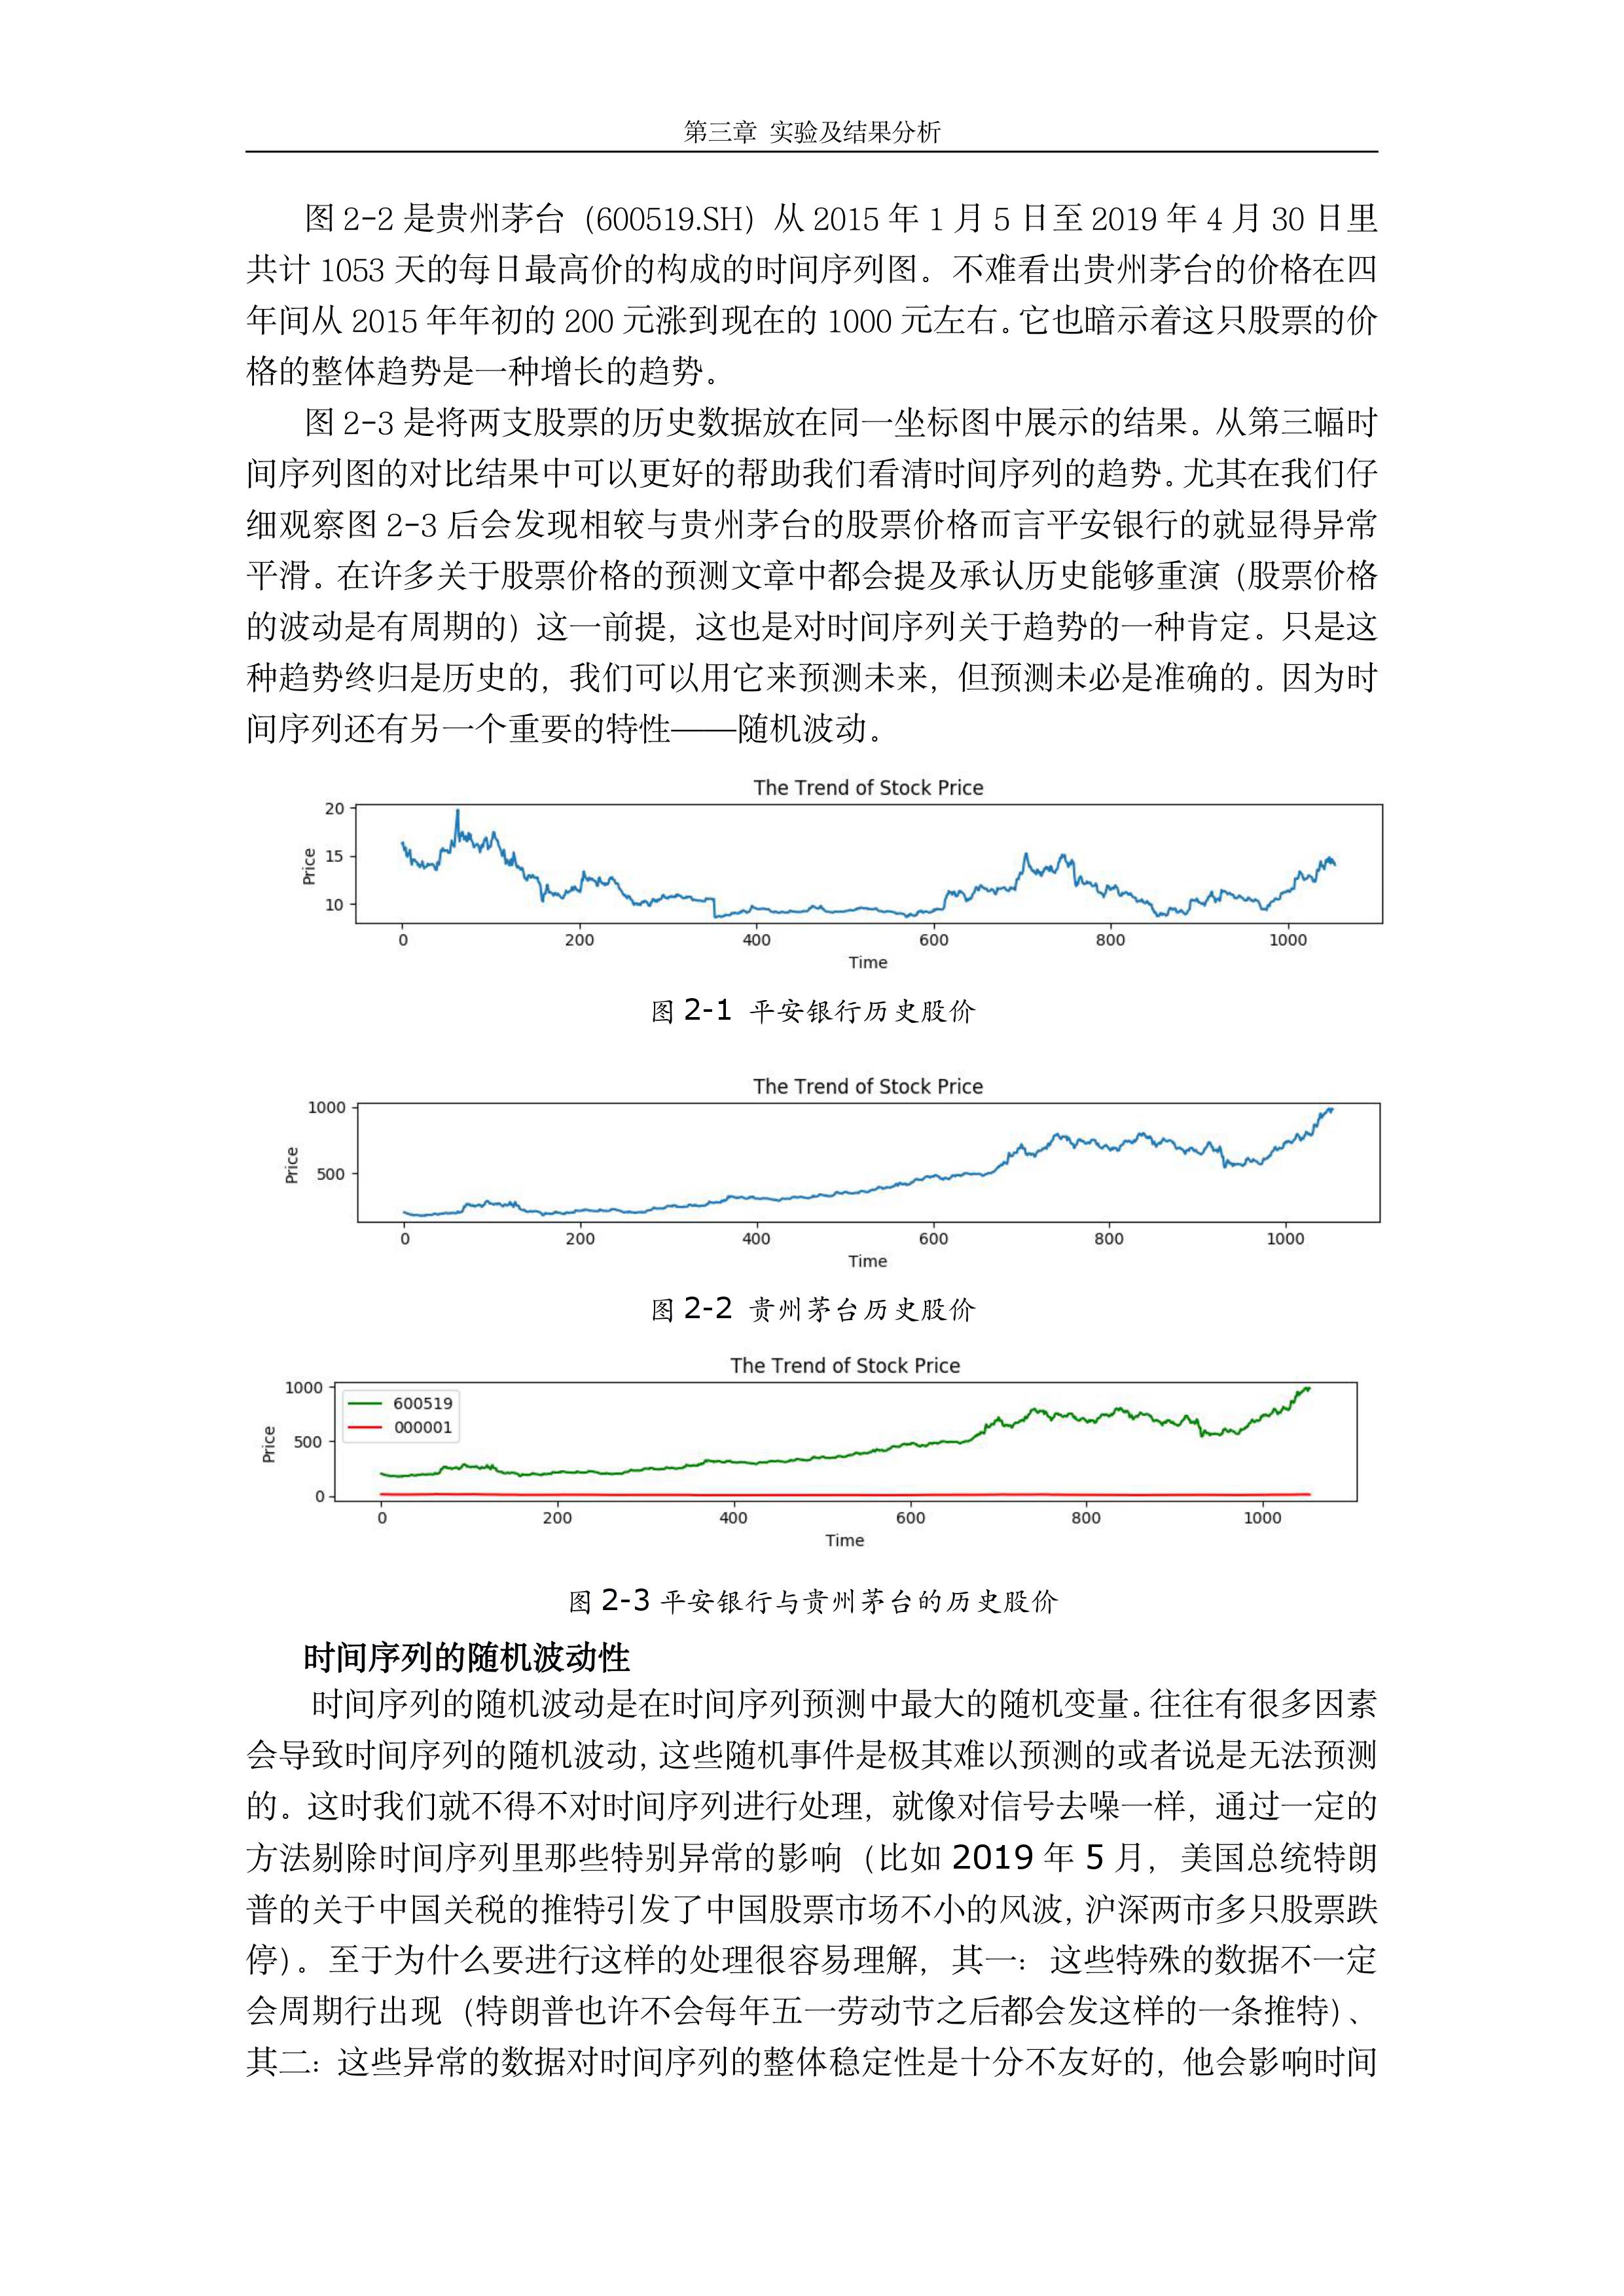 第三章 实验及结果分析
图 2-2 是贵州茅台（600519.SH）从 2015 年 1 月 5 日至 2019 年 4 月 30 日里
共计 1053 天的每日最高价的构成的时间序列图。不难看出贵州茅台的价格在四
年间从 2015 年年初的 200 元涨到现在的 1000 元左右。它也暗示着这只股票的价
格的整体趋势是一种增长的趋势。
图 2-3 是将两支股票的历史数据放在同一坐标图中展示的结果。从第三幅时
间序列图的对比结果中可以更好的帮助我们看清时间序列的趋势。尤其在我们仔
细观察图 2-3 后会发现相较与贵州茅台的股票价格而言平安银行的就显得异常
平滑。在许多关于股票价格的预测文章中都会提及承认历史能够重演（股票价格
的波动是有周期的）这一前提，这也是对时间序列关于趋势的一种肯定。只是这
种趋势终归是历史的，我们可以用它来预测未来，但预测未必是准确的。因为时
间序列还有另一个重要的特性——随机波动。
The Trend of Stock Price
20
15
10
Price
0 200 400 600 800 1000
Time
图 2-1 平安银行历史股价
The Trend of Stock Price
1000
500
Price
0 200 400 600 800 1000
Time
图 2-2 贵州茅台历史股价
The Trend of Stock Price
1000
500
0
Price
600519
000001
0 200 400 600 800 1000
Time
图 2-3 平安银行与贵州茅台的历史股价
时间序列的随机波动性
时间序列的随机波动是在时间序列预测中最大的随机变量。往往有很多因素
会导致时间序列的随机波动，这些随机事件是极其难以预测的或者说是无法预测
的。这时我们就不得不对时间序列进行处理，就像对信号去噪一样，通过一定的
方法剔除时间序列里那些特别异常的影响（比如 2019 年 5 月，美国总统特朗
普的关于中国关税的推特引发了中国股票市场不小的风波，沪深两市多只股票跌
停）。至于为什么要进行这样的处理很容易理解，其一：这些特殊的数据不一定
会周期行出现（特朗普也许不会每年五一劳动节之后都会发这样的一条推特）、
其二：这些异常的数据对时间序列的整体稳定性是十分不友好的，他会影响时间